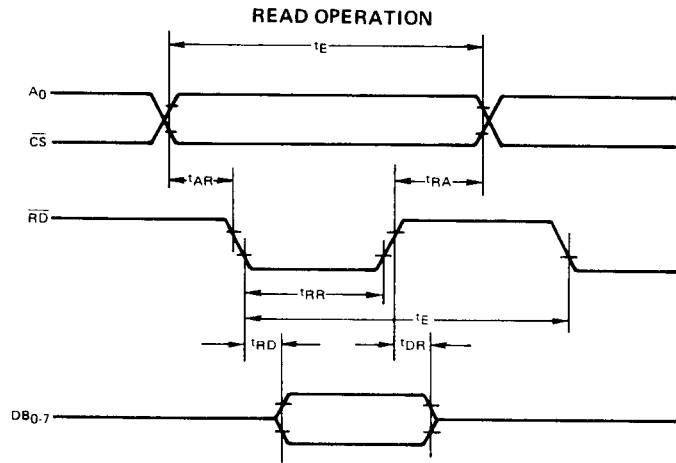 READ OPERATION
tE
A0
CS
tAR
tRA
RD
tRR
tE
tRD
tDR
DB0-7